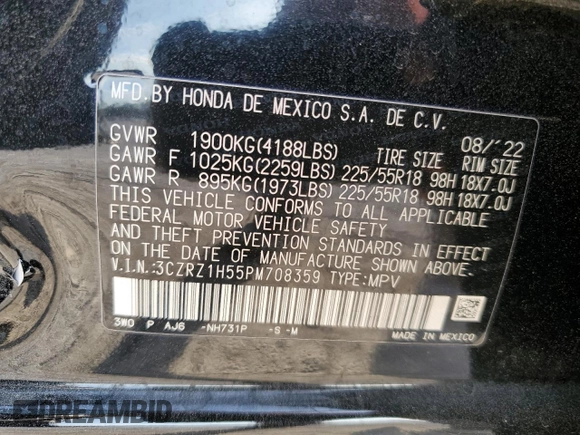 MFD. BY HONDA DE MEXICO S.A. DE C.V.
08/'22
GVWR 1900KG(4188LBS) TIRE SIZE RIM SIZE
GAWR F 1025KG(2259LBS) 225/55R18 98H 18X7.0J
GAWR R 895KG(1973LBS) 225/55R18 98H 18X7.0J
THIS VEHICLE CONFORMS TO ALL APPLICABLE
FEDERAL MOTOR VEHICLE SAFETY
AND THEFT PREVENTION STANDARDS IN EFFECT
ON THE DATE OF MANUFACTURE SHOWN ABOVE.
V.I.N.:3CZRZ1H55PM708359 TYPE:MPV
3W0 P AJ6 -NH731P -S -M
MADE IN MEXICO
DREAMBID